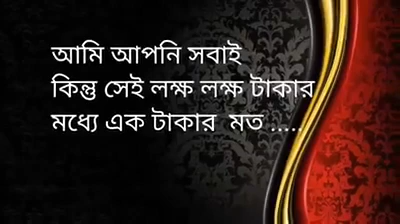 আমি আপনি সবাই
কিন্তু সেই লক্ষ লক্ষ টাকার
মধ্যে এক টাকার মত .....